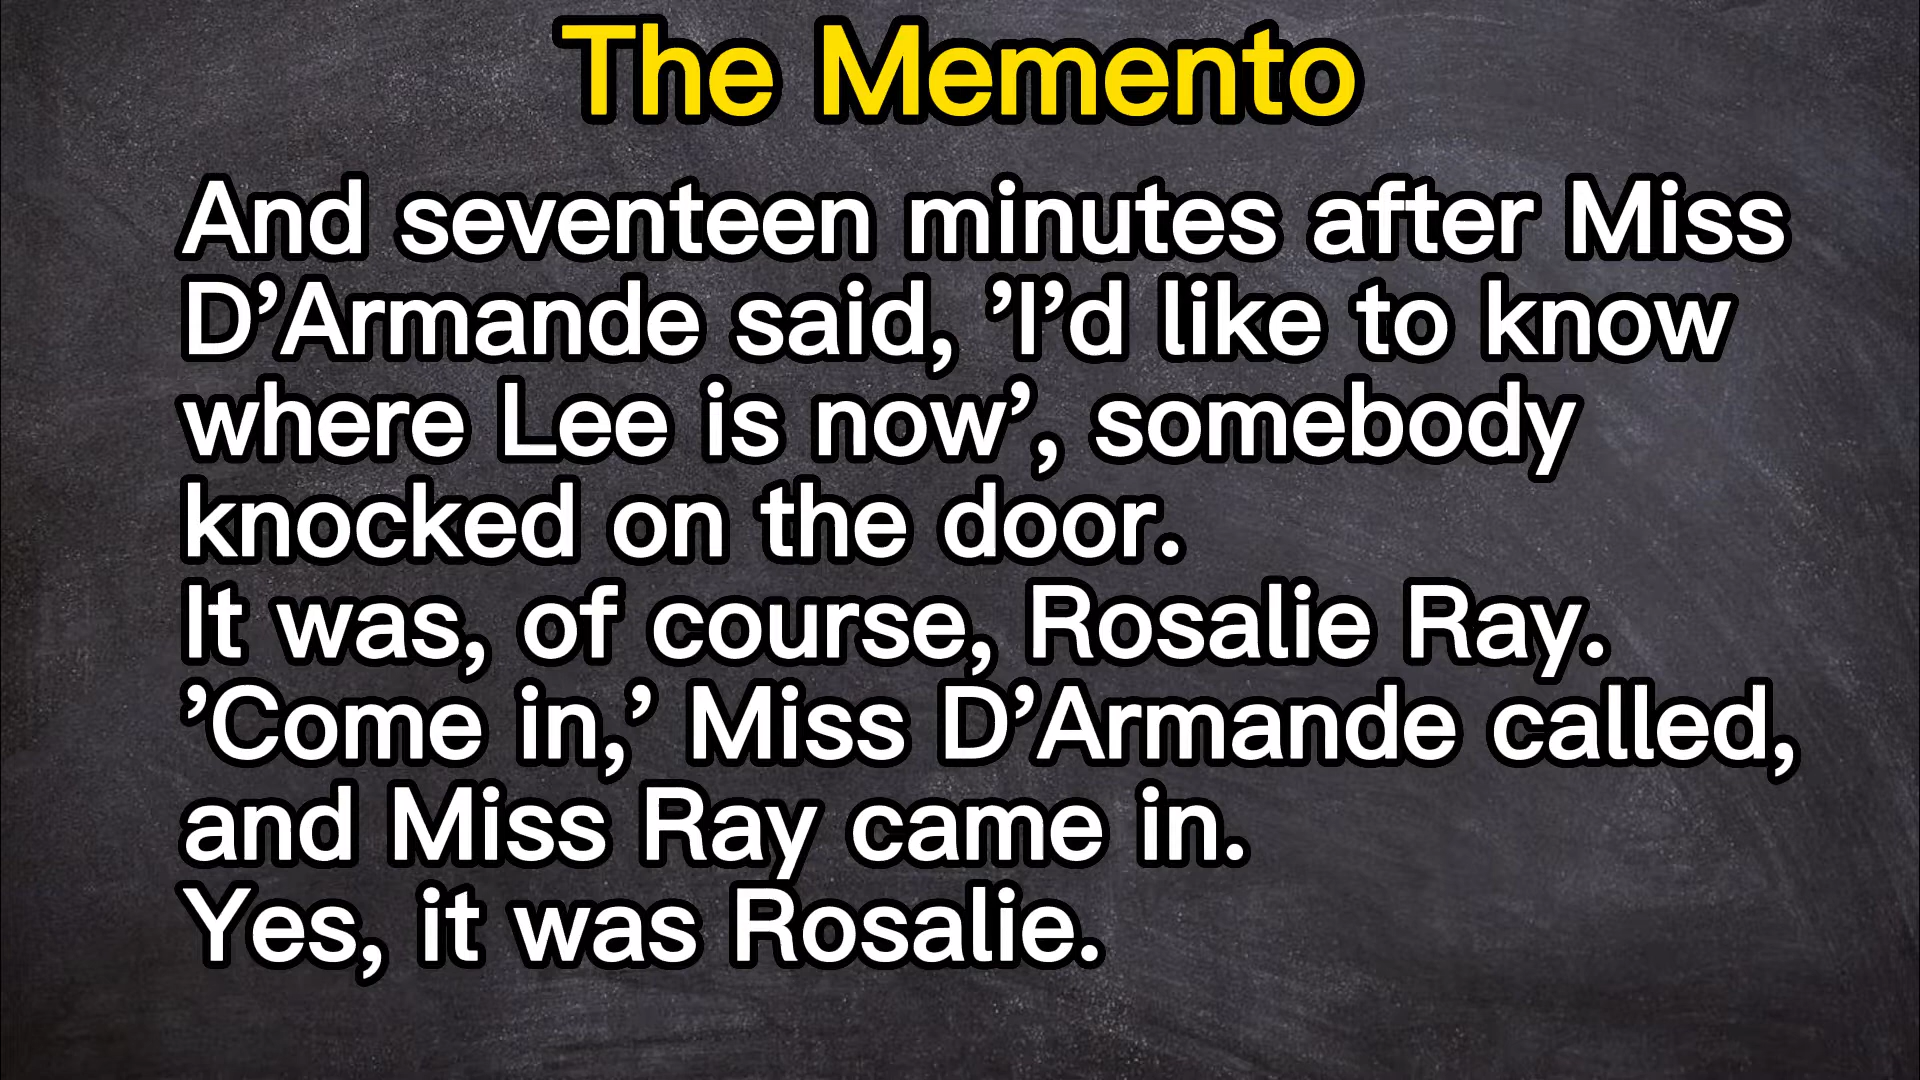 The Memento
And seventeen minutes after Miss
D’Armande said, ’I’d like to know
where Lee is now’, somebody
knocked on the door.
It was, of course, Rosalie Ray.
’Come in,’ Miss D’Armande called,
and Miss Ray came in.
Yes, it was Rosalie.